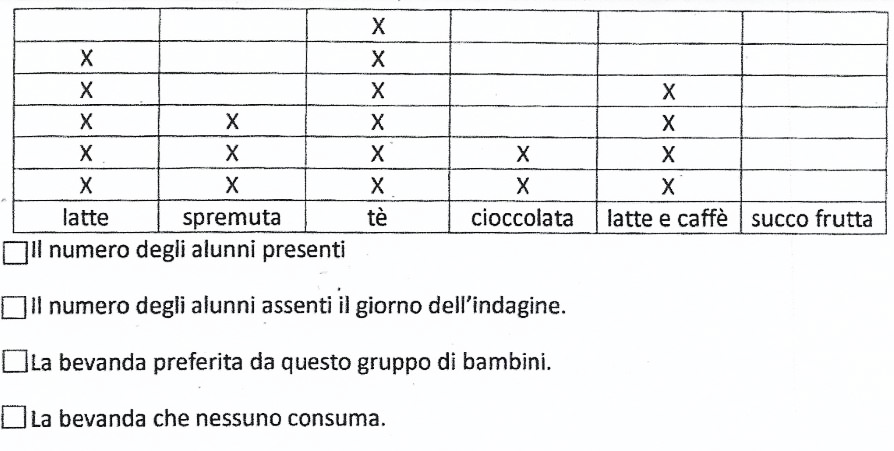 X
X X
X X X
X X X X
X X X X X
X X X X X
latte spremuta tè cioccolata latte e caffè succo frutta
Il numero degli alunni presenti
Il numero degli alunni assenti il giorno dell'indagine.
La bevanda preferita da questo gruppo di bambini.
La bevanda che nessuno consuma.